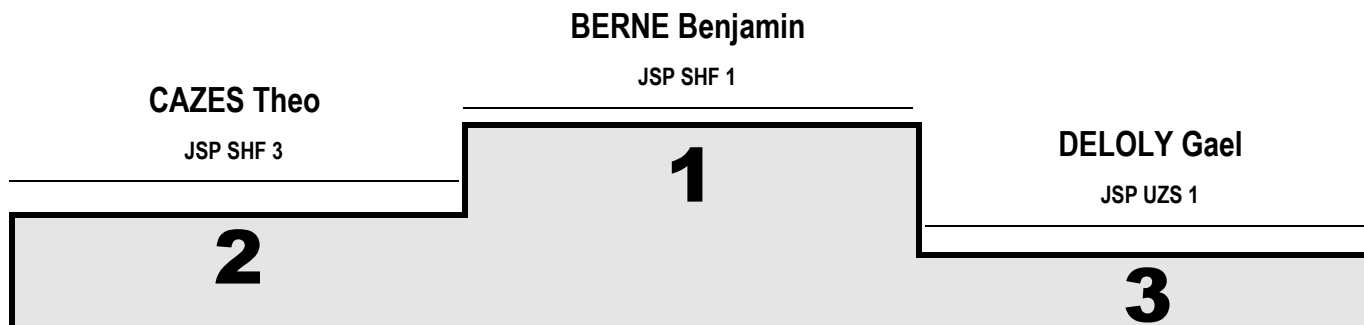 BERNE Benjamin
JSP SHF 1
CAZES Theo
JSP SHF 3
DELOLY Gael
JSP UZS 1
1
2
3